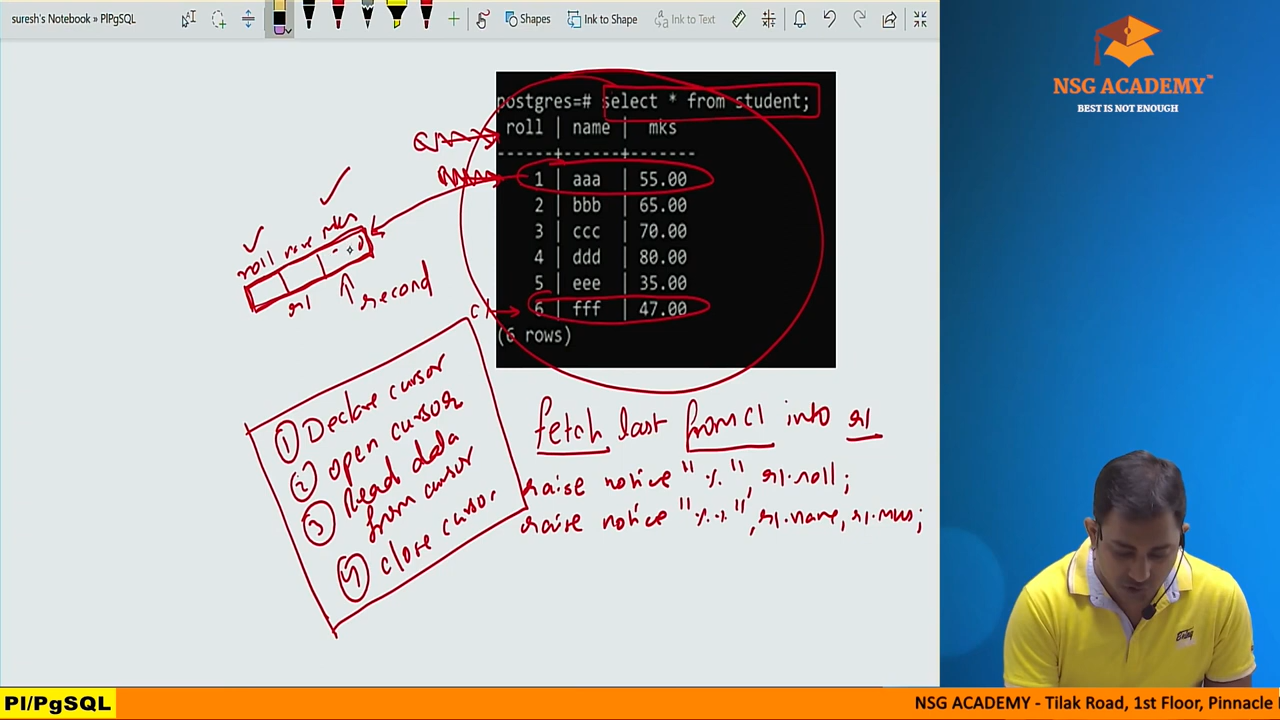 suresh's Notebook » PlPgSQL
Shapes
Ink to Shape
Ink to Text
NSG ACADEMY™
BEST IS NOT ENOUGH
postgres=# select * from student;
roll | name | mks
------+------+-------
1 | aaa | 55.00
2 | bbb | 65.00
3 | ccc | 70.00
4 | ddd | 80.00
5 | eee | 35.00
6 | fff | 47.00
(6 rows)
roll name mks
r1
record
c1
① Declare cursor
② open cursor
③ Read data
from cursor
④ close cursor
fetch last from c1 into r1
raise notice "%", r1.roll;
raise notice "%.%", r1.name, r1.mks;
Pl/PgSQL
NSG ACADEMY - Tilak Road, 1st Floor, Pinnacle